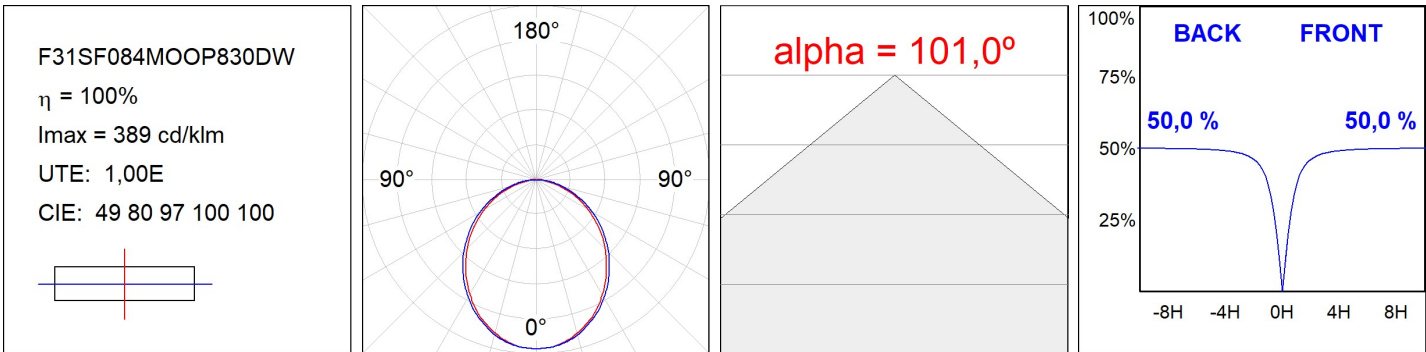 F31SF084MOOP830DW
η = 100%
Imax = 389 cd/klm
UTE: 1,00E
CIE: 49 80 97 100 100
180°
90° 90°
0°
alpha = 101,0º
100%
BACK FRONT
75%
50,0 % 50,0 %
50%
25%
-8H -4H 0H 4H 8H